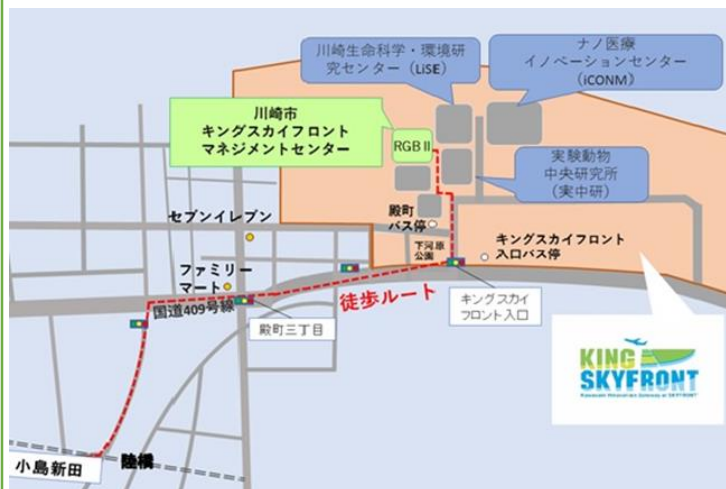 川崎生命科学・環境研
究センター（LiSE）
ナノ医療
イノベーションセンター
（iCONM）
川崎市
キングスカイフロント
マネジメントセンター
RGBⅡ
実験動物
中央研究所
（実中研）
殿町
バス停
セブンイレブン
下河原
公園
キングスカイフロント
入口バス停
ファミリー
マート
徒歩ルート
キングスカイ
フロント入口
国道409号線
殿町三丁目
KING
SKYFRONT
小島新田
陸橋